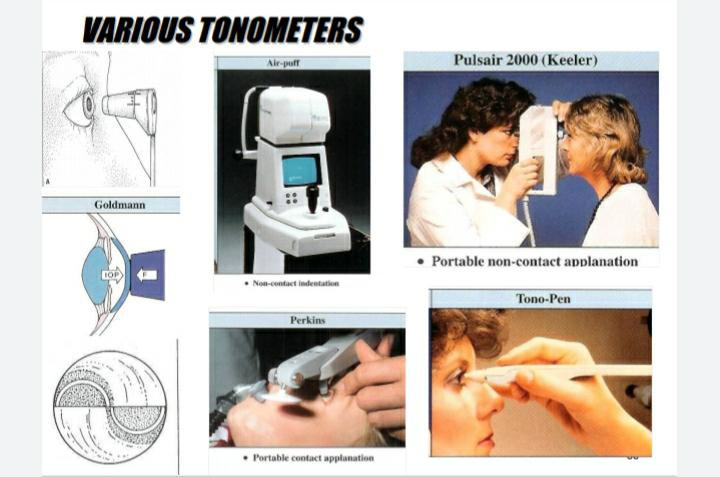 VARIOUS TONOMETERS
A
Goldmann
IOP
F
Air-puff
• Non-contact indentation
Pulsair 2000 (Keeler)
• Portable non-contact applanation
Perkins
• Portable contact applanation
Tono-Pen